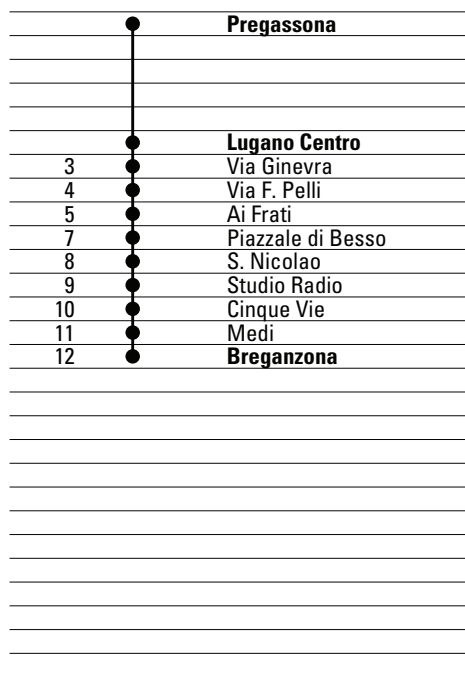 Pregassona
Lugano Centro
3 Via Ginevra
4 Via F. Pelli
5 Ai Frati
7 Piazzale di Besso
8 S. Nicolao
9 Studio Radio
10 Cinque Vie
11 Medi
12 Breganzona